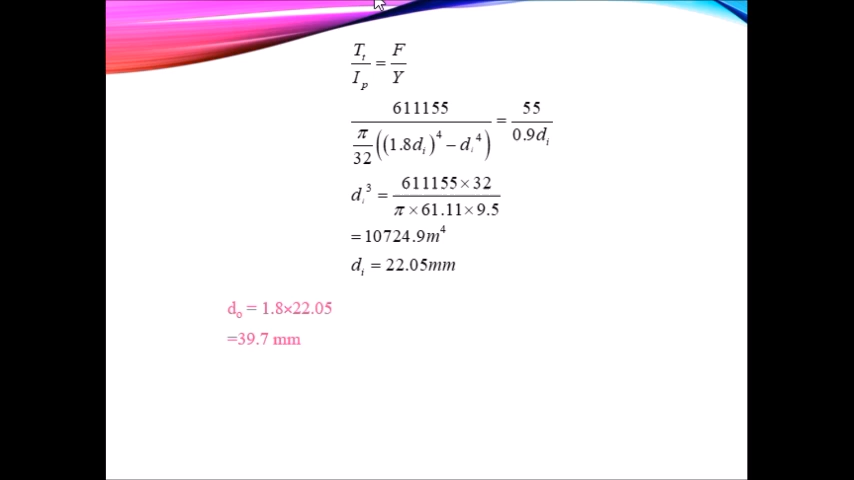 T_t / I_p = F / Y
611155 / (π/32 ((1.8d_i)^4 − d_i^4)) = 55 / 0.9d_i
d_i^3 = 611155×32 / π×61.11×9.5
= 10724.9m^4
d_i = 22.05mm
d_o = 1.8×22.05
=39.7 mm